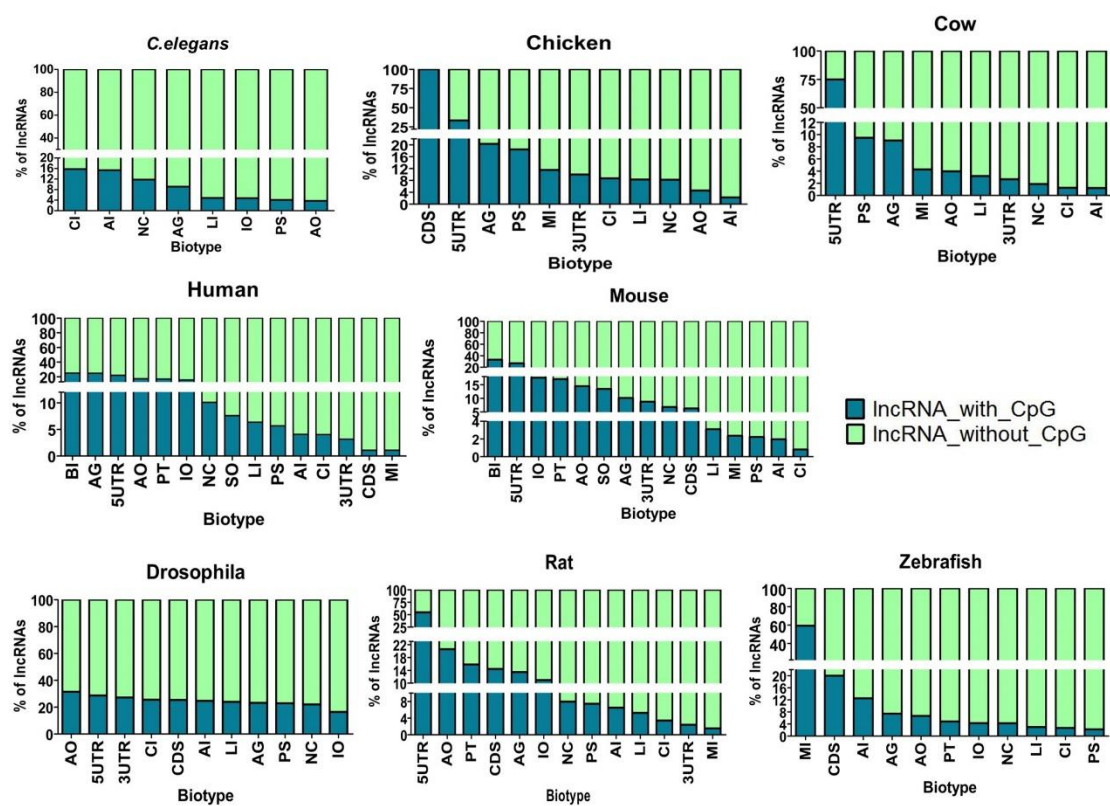 C.elegans
% of lncRNAs
100
80
60
40
30
20
16
12
8
4
0
CI AI NC AG LI IO PS AO
Biotype
Chicken
% of lncRNAs
100
75
50
25
20
15
10
5
0
CDS 5UTR AG PS MI 3UTR CI LI NC AO AI
Biotype
Cow
% of lncRNAs
100
75
50
12
10
8
6
4
2
0
5UTR PS AG MI AO LI 3UTR NC CI AI
Biotype
Human
% of lncRNAs
100
80
60
40
20
10
5
0
BI AG 5UTR AO PT IO NC SO LI PS AI CI 3UTR CDS MI
Biotype
Mouse
% of lncRNAs
100
80
60
40
20
15
10
5
4
2
0
BI 5UTR IO PT AO SO AG 3UTR NC CDS LI MI PS AI CI
Biotype
lncRNA_with_CpG
lncRNA_without_CpG
Drosophila
% of lncRNAs
100
80
60
40
20
0
AO 5UTR 3UTR CI CDS AI LI AG PS NC IO
Biotype
Rat
% of lncRNAs
100
75
50
25
22
18
14
10
8
4
0
5UTR AO PT CDS AG IO NC PS AI LI CI 3UTR MI
Biotype
Zebrafish
% of lncRNAs
100
80
60
40
20
16
12
8
4
0
MI CDS AI AG AO PT IO NC LI CI PS
Biotype